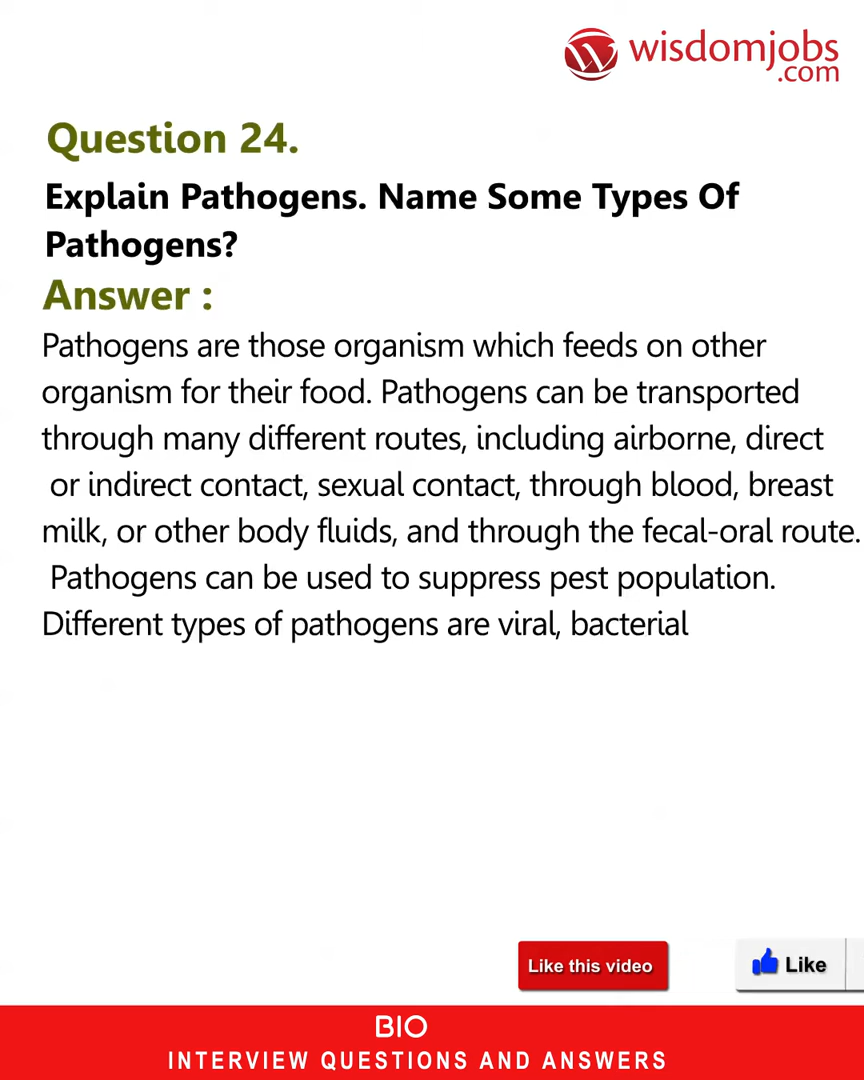 wisdomjobs
.com
Question 24.
Explain Pathogens. Name Some Types Of
Pathogens?
Answer :
Pathogens are those organism which feeds on other
organism for their food. Pathogens can be transported
through many different routes, including airborne, direct
or indirect contact, sexual contact, through blood, breast
milk, or other body fluids, and through the fecal-oral route.
Pathogens can be used to suppress pest population.
Different types of pathogens are viral, bacterial
Like this video
Like
BIO
INTERVIEW QUESTIONS AND ANSWERS